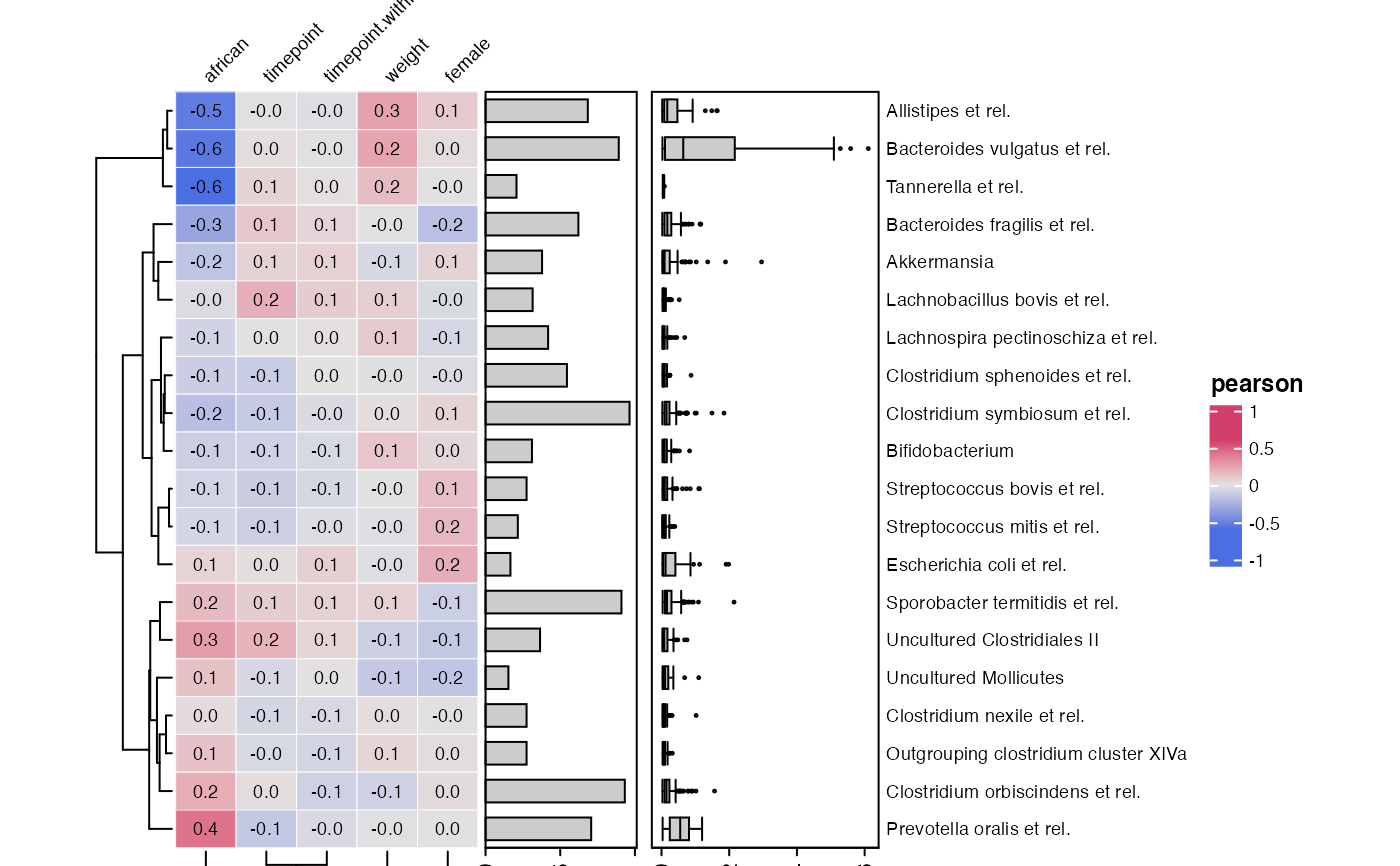 african timepoint timepoint.with weight female
-0.5 -0.0 -0.0 0.3 0.1 Allistipes et rel.
-0.6 0.0 -0.0 0.2 0.0 Bacteroides vulgatus et rel.
-0.6 0.1 0.0 0.2 -0.0 Tannerella et rel.
-0.3 0.1 0.1 -0.0 -0.2 Bacteroides fragilis et rel.
-0.2 0.1 0.1 -0.1 0.1 Akkermansia
-0.0 0.2 0.1 0.1 -0.0 Lachnobacillus bovis et rel.
-0.1 0.0 0.0 0.1 -0.1 Lachnospira pectinoschiza et rel.
-0.1 -0.1 0.0 -0.0 -0.0 Clostridium sphenoides et rel.
-0.2 -0.1 -0.0 0.0 0.1 Clostridium symbiosum et rel.
-0.1 -0.1 -0.1 0.1 0.0 Bifidobacterium
-0.1 -0.1 -0.1 -0.0 0.1 Streptococcus bovis et rel.
-0.1 -0.1 -0.0 -0.0 0.2 Streptococcus mitis et rel.
0.1 0.0 0.1 -0.0 0.2 Escherichia coli et rel.
0.2 0.1 0.1 0.1 -0.1 Sporobacter termitidis et rel.
0.3 0.2 0.1 -0.1 -0.1 Uncultured Clostridiales II
0.1 -0.1 0.0 -0.1 -0.2 Uncultured Mollicutes
0.0 -0.1 -0.1 0.0 -0.0 Clostridium nexile et rel.
0.1 -0.0 -0.1 0.1 0.0 Outgrouping clostridium cluster XIVa
0.2 0.0 -0.1 -0.1 0.0 Clostridium orbiscindens et rel.
0.4 -0.1 -0.0 -0.0 0.0 Prevotella oralis et rel.
pearson
1
0.5
0
-0.5
-1